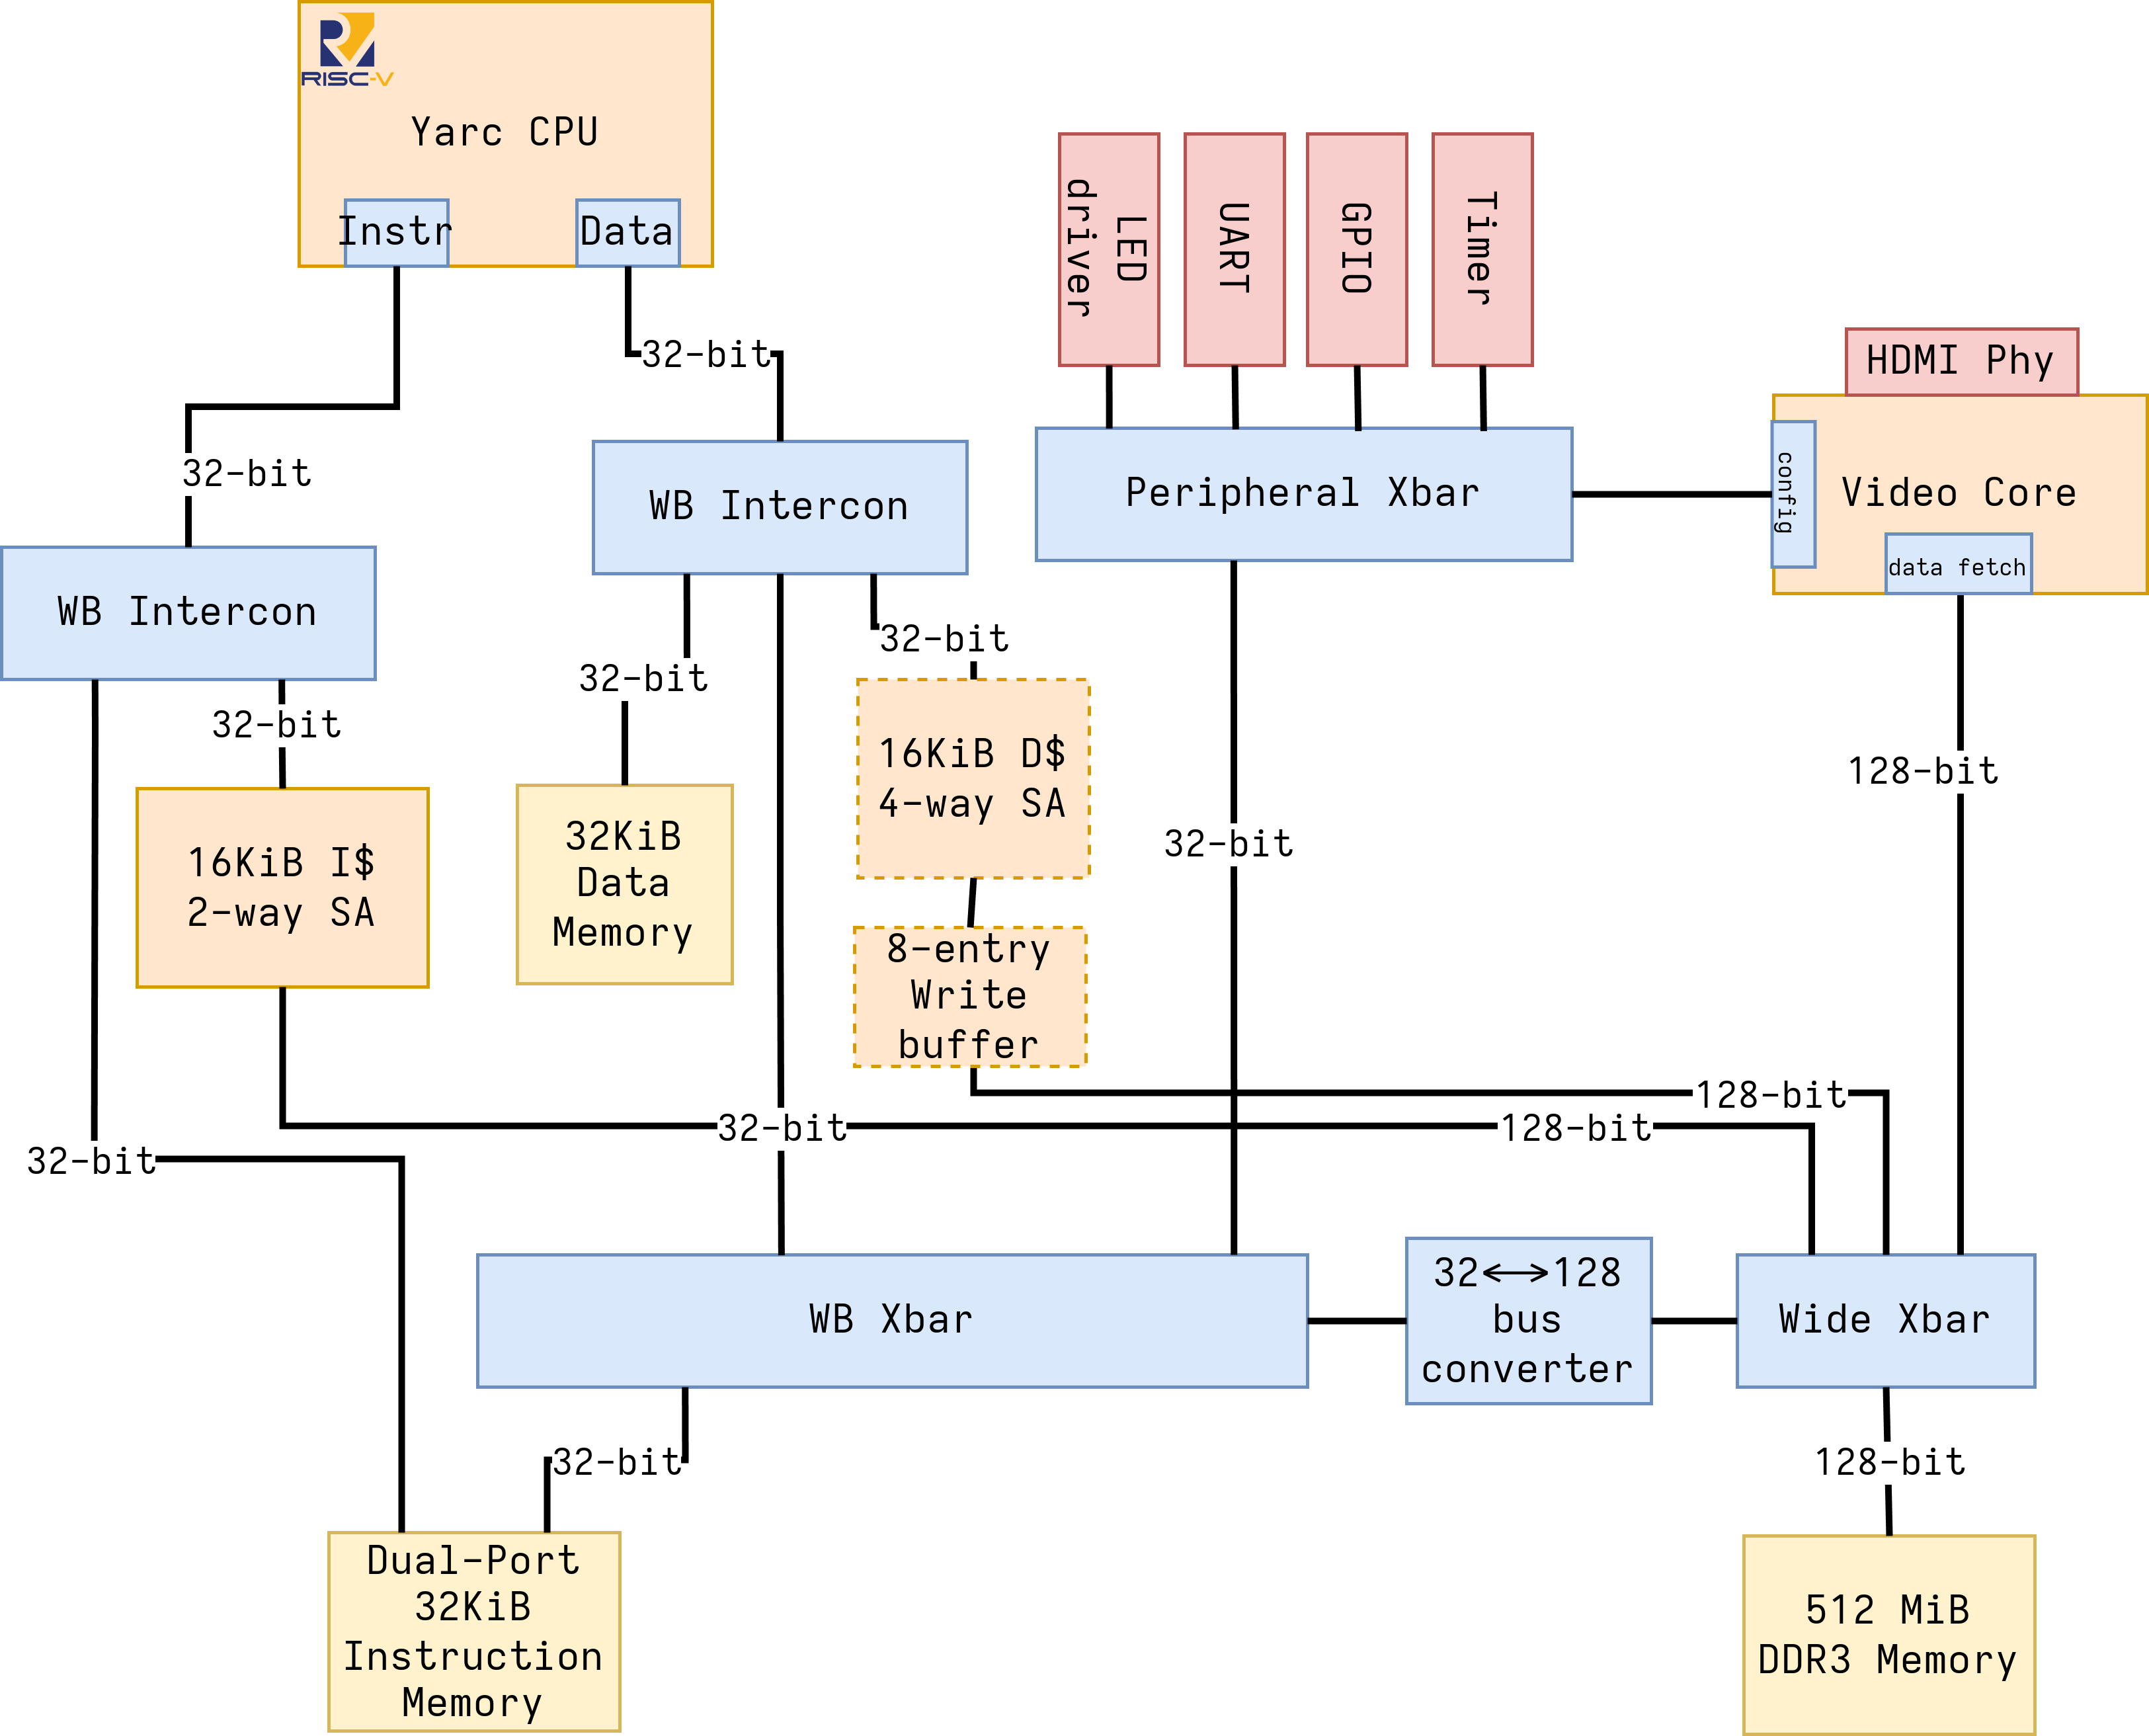 RISC-V
Yarc CPU
Instr
Data
32-bit
32-bit
WB Intercon
WB Intercon
LED
driver
UART
GPIO
Timer
Peripheral Xbar
HDMI Phy
config
Video Core
data fetch
32-bit
32-bit
32-bit
16KiB I$
2-way SA
32KiB
Data
Memory
16KiB D$
4-way SA
8-entry
Write
buffer
32-bit
128-bit
128-bit
32-bit
128-bit
32-bit
WB Xbar
32⟷128
bus
converter
Wide Xbar
32-bit
128-bit
Dual-Port
32KiB
Instruction
Memory
512 MiB
DDR3 Memory